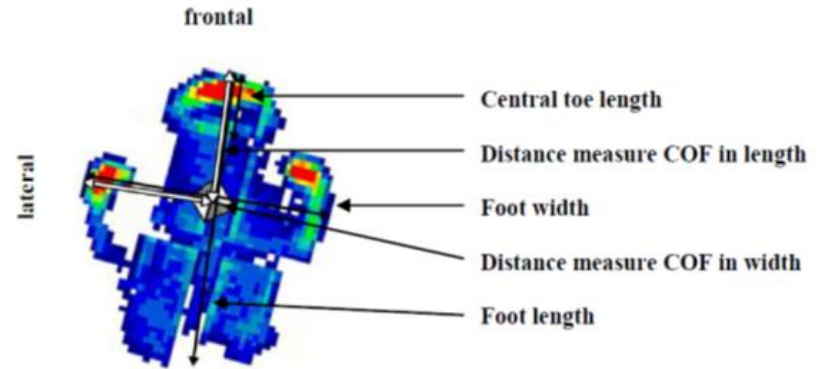 frontal
lateral
Central toe length
Distance measure COF in length
Foot width
Distance measure COF in width
Foot length